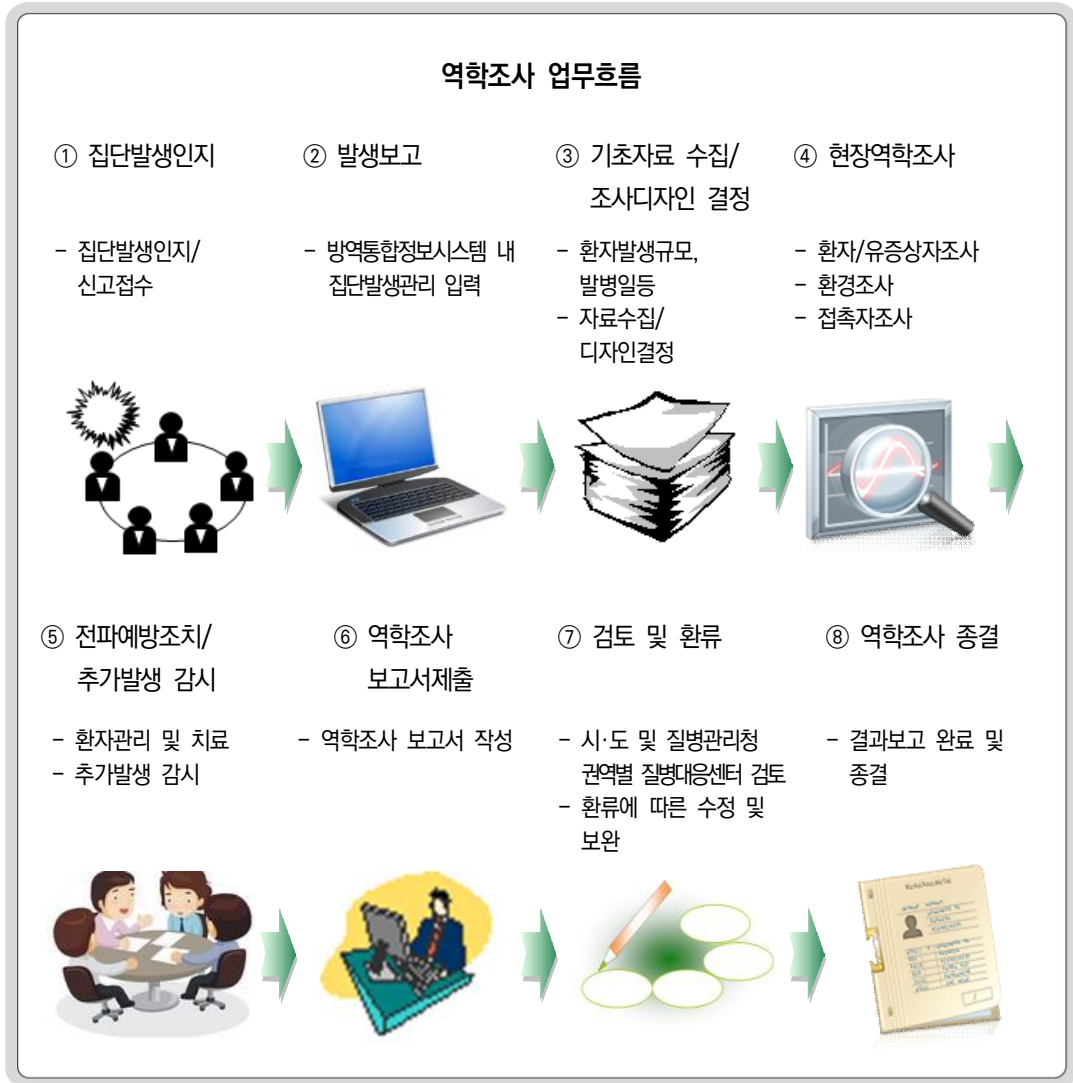 역학조사 업무흐름
① 집단발생인지
- 집단발생인지/
신고접수
② 발생보고
- 방역통합정보시스템 내
집단발생관리 입력
③ 기초자료 수집/
조사디자인 결정
- 환자발생규모,
발병일등
- 자료수집/
디자인결정
④ 현장역학조사
- 환자/유증상자조사
- 환경조사
- 접촉자조사
⑤ 전파예방조치/
추가발생 감시
- 환자관리 및 치료
- 추가발생 감시
⑥ 역학조사
보고서제출
- 역학조사 보고서 작성
⑦ 검토 및 환류
- 시·도 및 질병관리청
권역별 질병대응센터 검토
- 환류에 따른 수정 및
보완
⑧ 역학조사 종결
- 결과보고 완료 및
종결